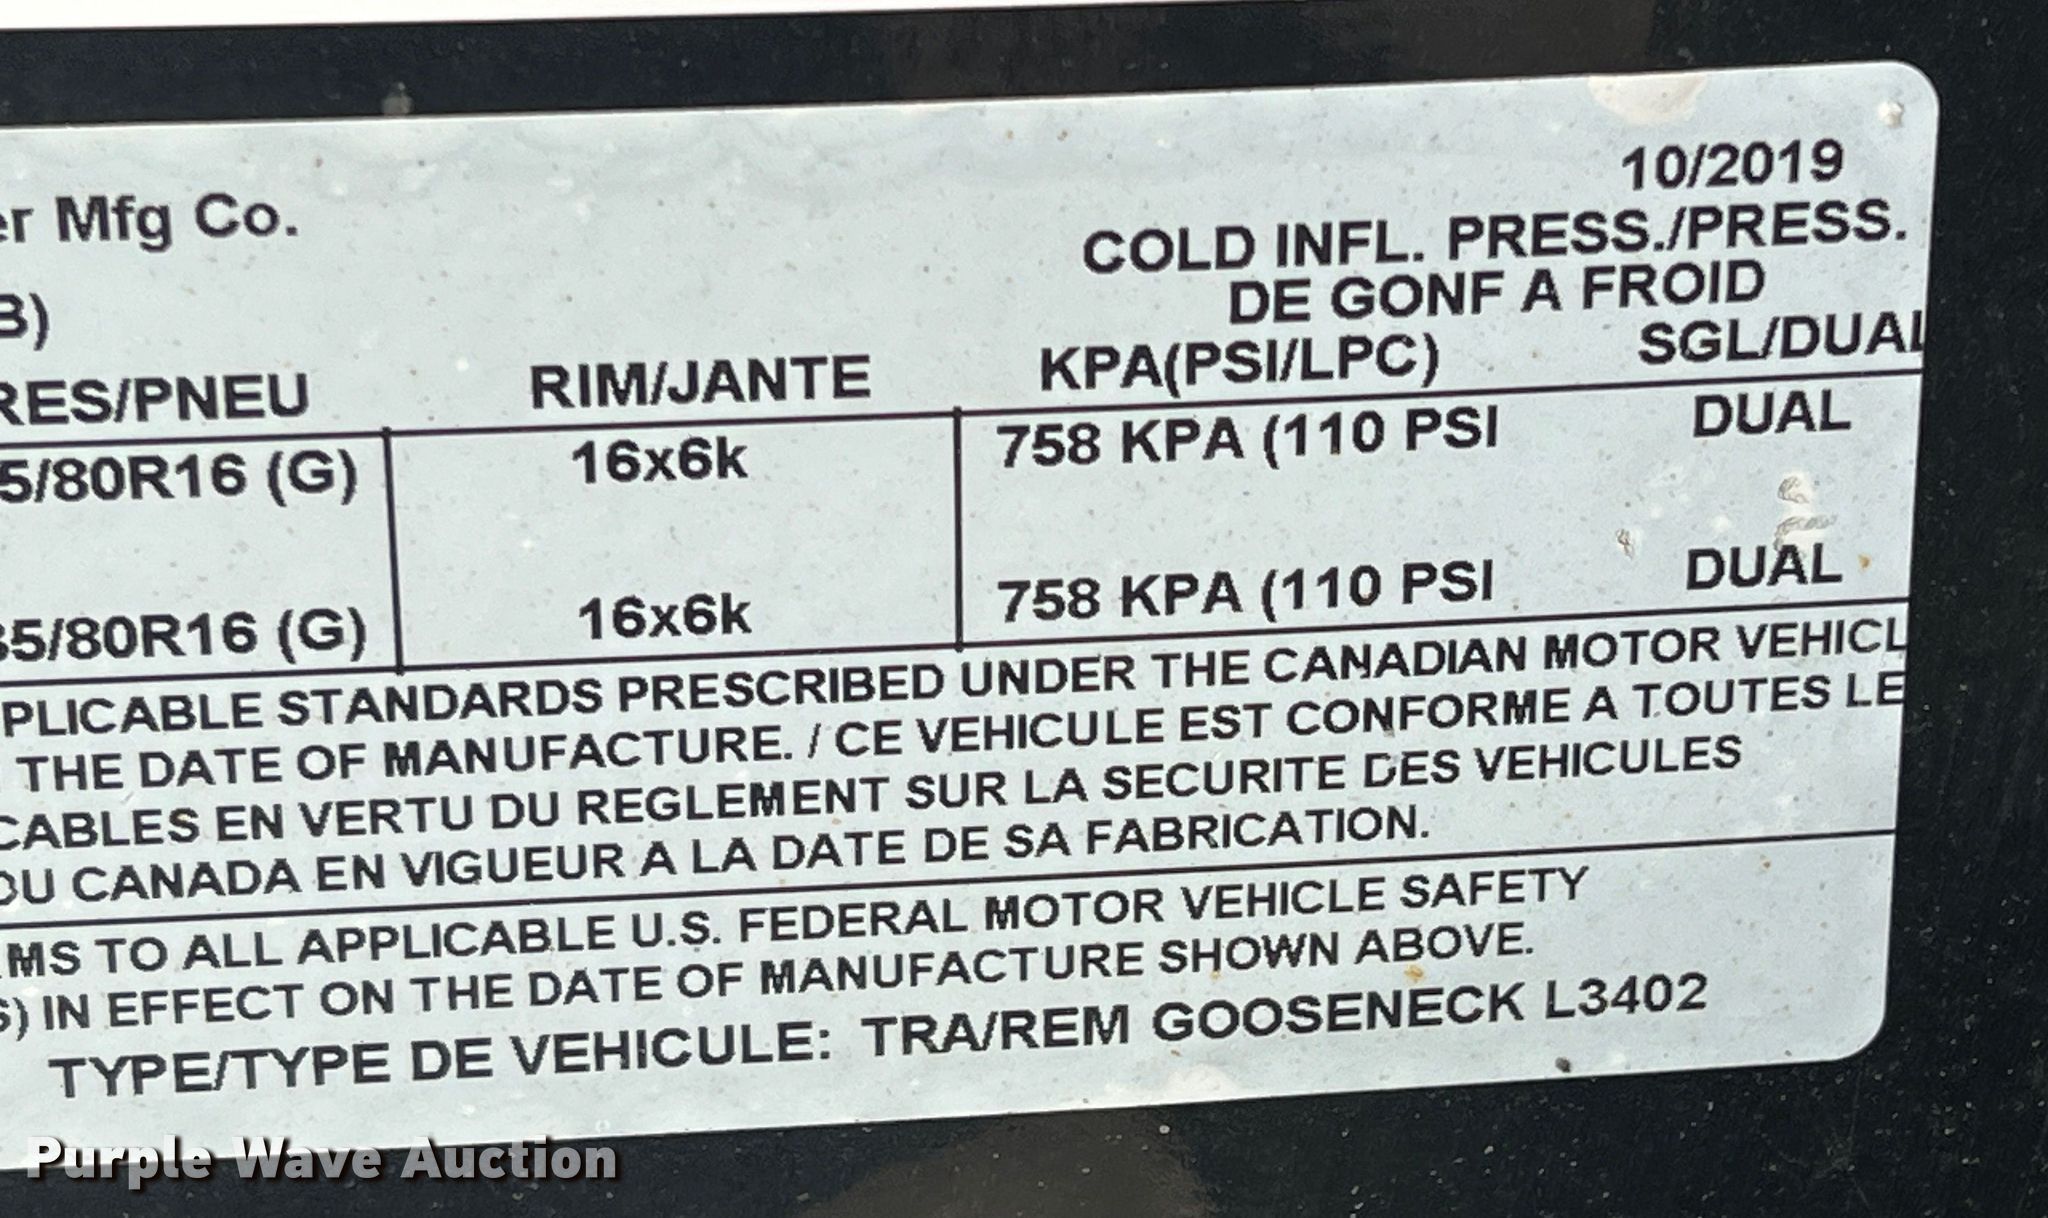 10/2019
er Mfg Co.
COLD INFL. PRESS./PRESS.
DE GONF A FROID
B)
RES/PNEU RIM/JANTE KPA(PSI/LPC) SGL/DUAL
5/80R16 (G) 16x6k 758 KPA (110 PSI DUAL
35/80R16 (G) 16x6k 758 KPA (110 PSI DUAL
PPLICABLE STANDARDS PRESCRIBED UNDER THE CANADIAN MOTOR VEHICL
THE DATE OF MANUFACTURE. / CE VEHICULE EST CONFORME A TOUTES LE
CABLES EN VERTU DU REGLEMENT SUR LA SECURITE DES VEHICULES
DU CANADA EN VIGUEUR A LA DATE DE SA FABRICATION.
MS TO ALL APPLICABLE U.S. FEDERAL MOTOR VEHICLE SAFETY
S) IN EFFECT ON THE DATE OF MANUFACTURE SHOWN ABOVE.
TYPE/TYPE DE VEHICULE: TRA/REM GOOSENECK L3402
Purple Wave Auction